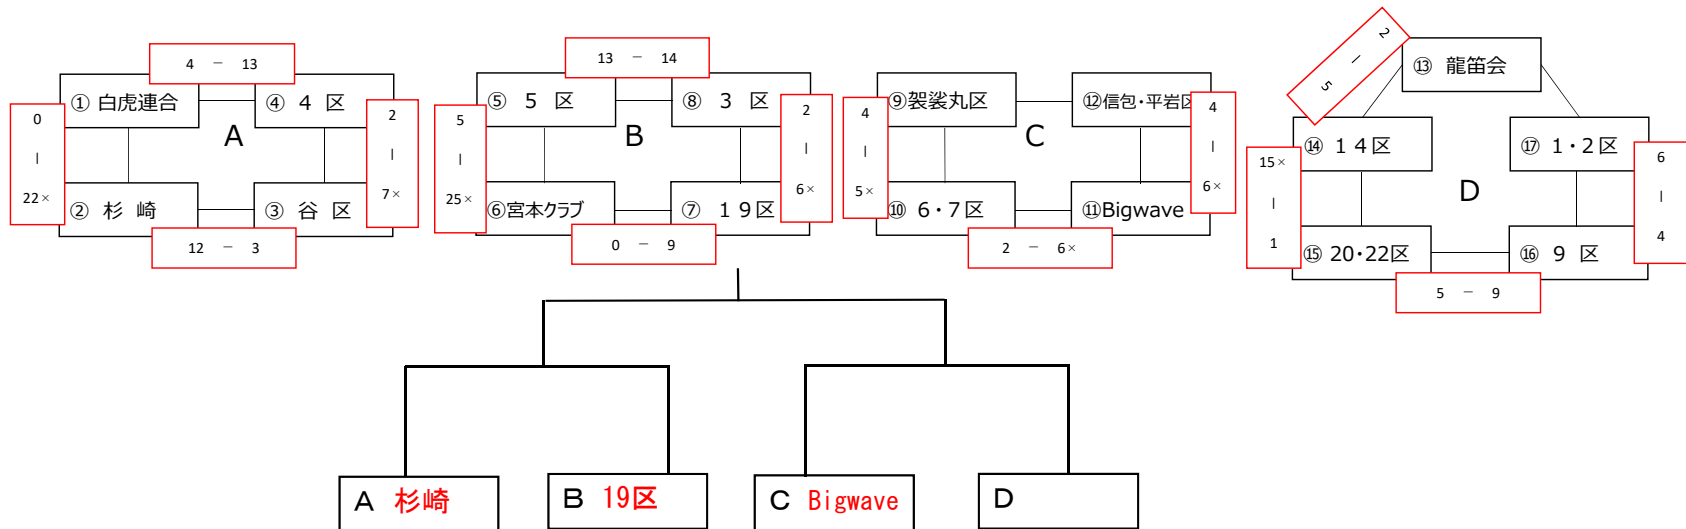 4 － 13
① 白虎連合
④ 4 区
0 － 22×
A
2 － 7×
② 杉 崎
③ 谷 区
12 － 3
13 － 14
⑤ 5 区
⑧ 3 区
5 － 25×
B
2 － 6×
⑥宮本クラブ
⑦ 19区
0 － 9
⑨袈裟丸区
⑫信包・平岩区
4 － 5×
C
4 － 6×
⑩ 6・7区
⑪Bigwave
2 － 6×
2 － 5
⑬ 龍笛会
⑭ 14区
⑰ 1・2区
15× － 1
D
6 － 4
⑮ 20・22区
⑯ 9 区
5 － 9
A 杉崎
B 19区
C Bigwave
D